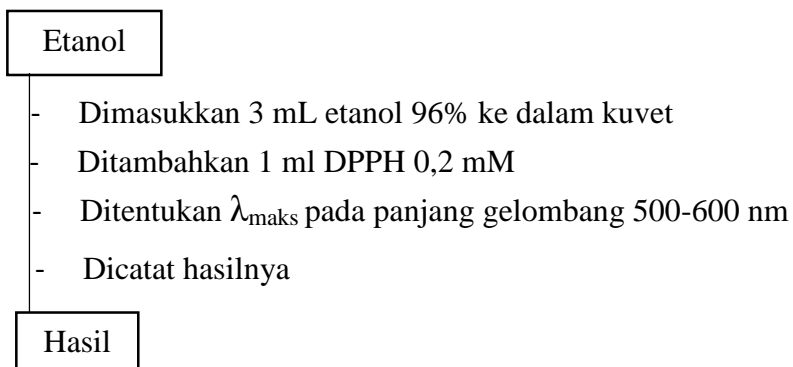 Etanol
- Dimasukkan 3 mL etanol 96% ke dalam kuvet
- Ditambahkan 1 ml DPPH 0,2 mM
- Ditentukan λmaks pada panjang gelombang 500-600 nm
- Dicatat hasilnya
Hasil